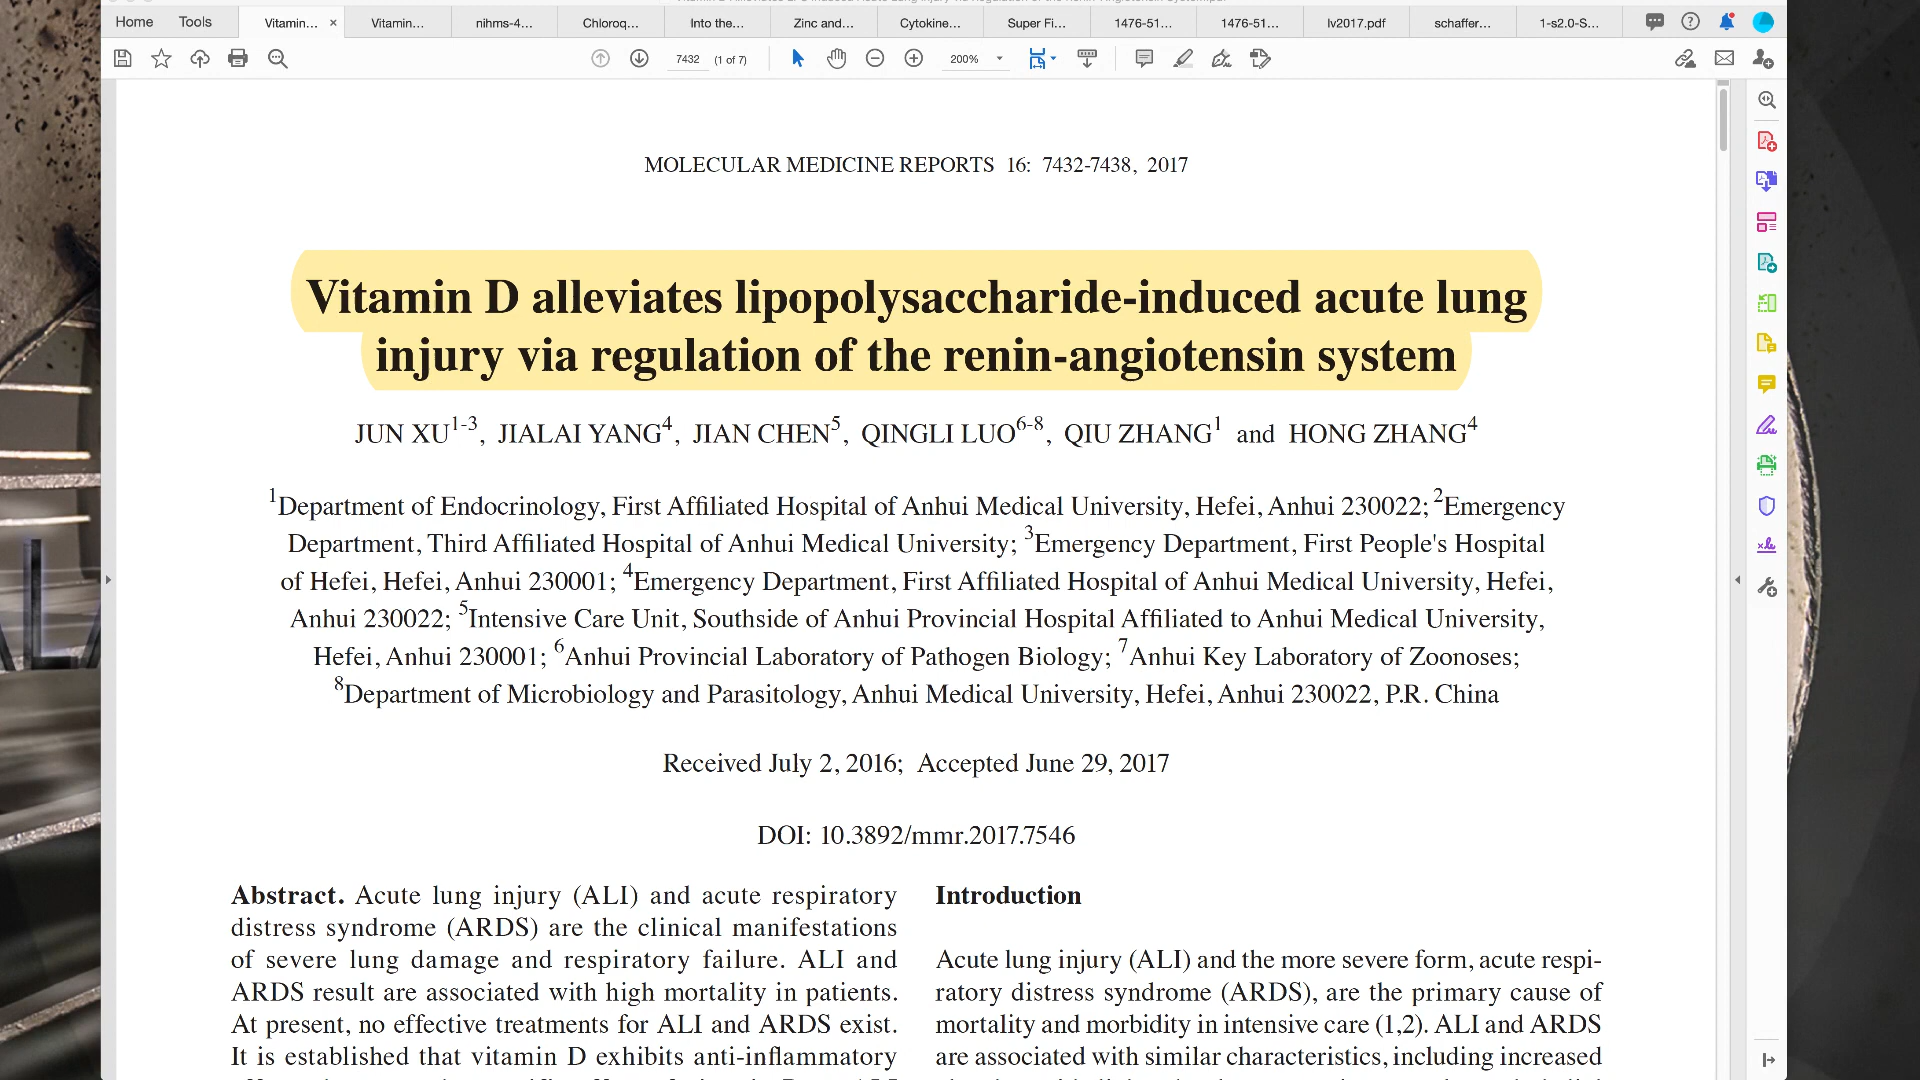 Home Tools Vitamin... × Vitamin... nihms-4... Chloroq... Into the... Zinc and... Cytokine... Super Fi... 1476-51... 1476-51... lv2017.pdf schaffer... 1-s2.0-S...
7432 (1 of 7) 200%
MOLECULAR MEDICINE REPORTS 16: 7432-7438, 2017
Vitamin D alleviates lipopolysaccharide-induced acute lung
injury via regulation of the renin-angiotensin system
JUN XU1-3, JIALAI YANG4, JIAN CHEN5, QINGLI LUO6-8, QIU ZHANG1 and HONG ZHANG4
1Department of Endocrinology, First Affiliated Hospital of Anhui Medical University, Hefei, Anhui 230022; 2Emergency
Department, Third Affiliated Hospital of Anhui Medical University; 3Emergency Department, First People's Hospital
of Hefei, Hefei, Anhui 230001; 4Emergency Department, First Affiliated Hospital of Anhui Medical University, Hefei,
Anhui 230022; 5Intensive Care Unit, Southside of Anhui Provincial Hospital Affiliated to Anhui Medical University,
Hefei, Anhui 230001; 6Anhui Provincial Laboratory of Pathogen Biology; 7Anhui Key Laboratory of Zoonoses;
8Department of Microbiology and Parasitology, Anhui Medical University, Hefei, Anhui 230022, P.R. China
Received July 2, 2016; Accepted June 29, 2017
DOI: 10.3892/mmr.2017.7546
Abstract. Acute lung injury (ALI) and acute respiratory
distress syndrome (ARDS) are the clinical manifestations
of severe lung damage and respiratory failure. ALI and
ARDS result are associated with high mortality in patients.
At present, no effective treatments for ALI and ARDS exist.
It is established that vitamin D exhibits anti-inflammatory
Introduction
Acute lung injury (ALI) and the more severe form, acute respi-
ratory distress syndrome (ARDS), are the primary cause of
mortality and morbidity in intensive care (1,2). ALI and ARDS
are associated with similar characteristics, including increased